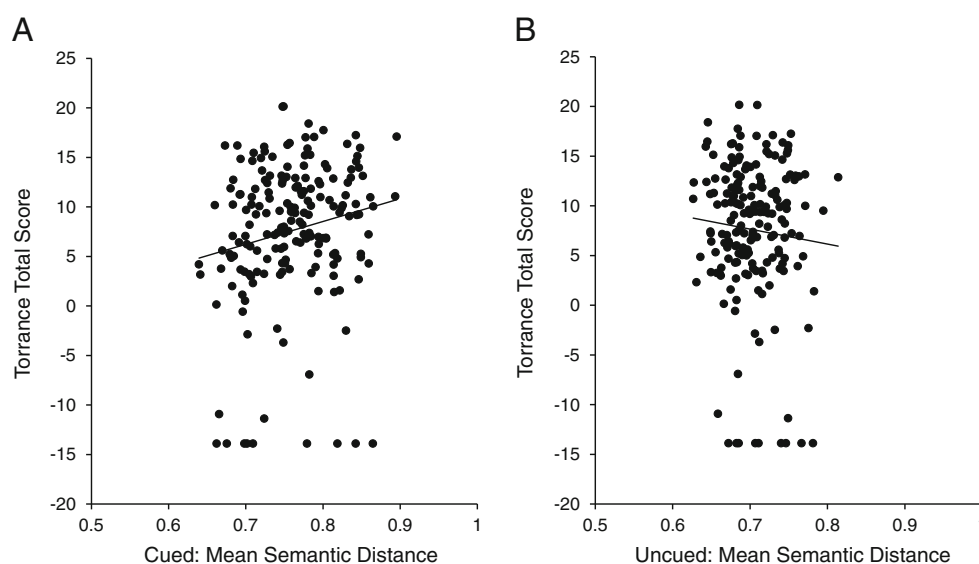 A
B
Torrance Total Score
25
20
15
10
5
0
-5
-10
-15
-20
0.5 0.6 0.7 0.8 0.9 1
Cued: Mean Semantic Distance
Torrance Total Score
25
20
15
10
5
0
-5
-10
-15
-20
0.5 0.6 0.7 0.8 0.9
Uncued: Mean Semantic Distance